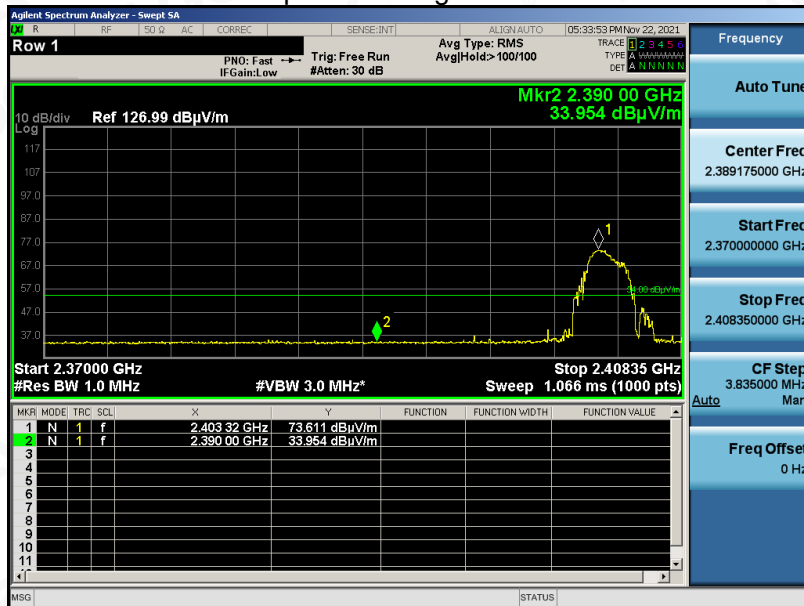 Agilent Spectrum Analyzer - Swept SA
LXI R RF 50 Ω AC CORREC SENSE:INT ALIGN AUTO 05:33:53 PM Nov 22, 2021
Row 1
PNO: Fast
IFGain:Low
Trig: Free Run
#Atten: 30 dB
Avg Type: RMS
Avg|Hold:>100/100
TRACE 1 2 3 4 5 6
TYPE A
DET A N N N N N
Mkr2 2.390 00 GHz
33.954 dBµV/m
10 dB/div Ref 126.99 dBµV/m
Log
117
107
97.0
87.0
77.0
67.0
57.0
47.0
37.0
1
2
Start 2.37000 GHz Stop 2.40835 GHz
#Res BW 1.0 MHz #VBW 3.0 MHz* Sweep 1.066 ms (1000 pts)
MKR MODE TRC SCL X Y FUNCTION FUNCTION WIDTH FUNCTION VALUE
1 N 1 f 2.403 32 GHz 73.611 dBµV/m
2 N 1 f 2.390 00 GHz 33.954 dBµV/m
3
4
5
6
7
8
9
10
11
MSG STATUS
Frequency
Auto Tune
Center Freq
2.389175000 GHz
Start Freq
2.370000000 GHz
Stop Freq
2.408350000 GHz
CF Step
3.835000 MHz
Auto Man
Freq Offset
0 Hz